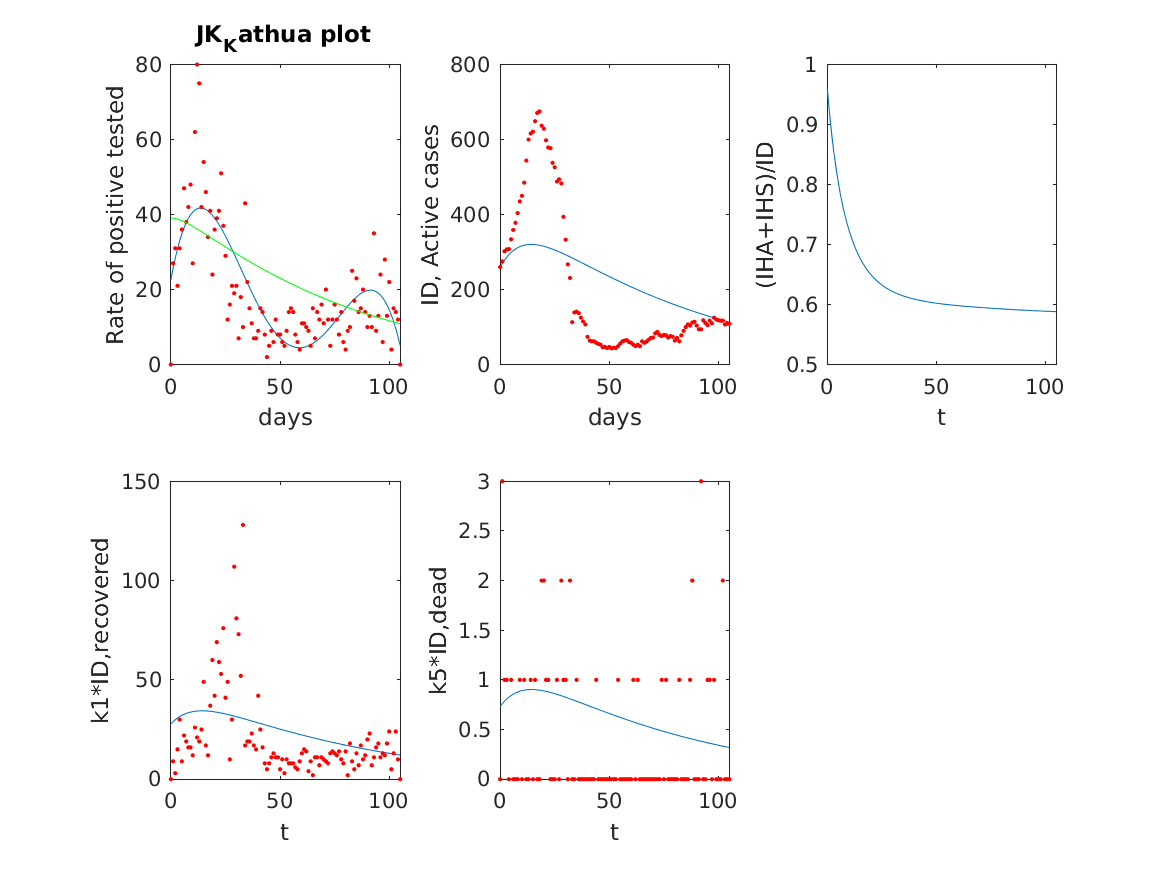 JK_Kathua plot
Rate of positive tested
80
60
40
20
0
0 50 100
days
ID, Active cases
800
600
400
200
0
0 50 100
days
(IHA+IHS)/ID
1
0.9
0.8
0.7
0.6
0.5
0 50 100
t
k1*ID,recovered
150
100
50
0
0 50 100
t
k5*ID,dead
3
2.5
2
1.5
1
0.5
0
0 50 100
t